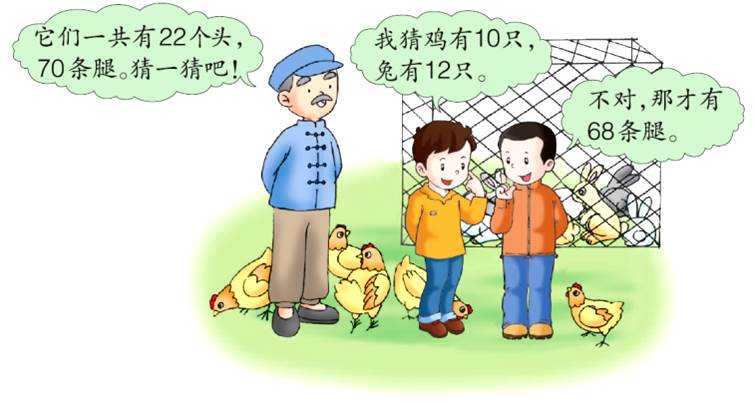 它们一共有22个头，
70条腿。猜一猜吧！
我猜鸡有10只，
兔有12只。
不对，那才有
68条腿。